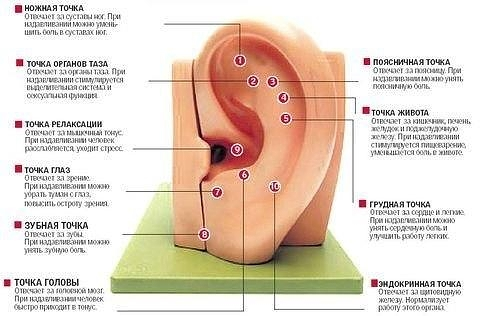 НОЖНАЯ ТОЧКА
Отвечает за суставы ног. При
надавливании можно умень-
шить боль в суставах ног.
ТОЧКА ОРГАНОВ ТАЗА
Отвечает за органы таза. При
надавливании стимулируется
выделительная система и
сексуальная функция.
ТОЧКА РЕЛАКСАЦИИ
Отвечает за мышечный тонус.
При надавливании человек
расслабляется, уходит стресс.
ТОЧКА ГЛАЗ
Отвечает за зрение.
При надавливании можно
убрать туман с глаз,
повысить остроту зрения.
ЗУБНАЯ ТОЧКА
Отвечает за зубы.
При надавливании можно
унять зубную боль.
ТОЧКА ГОЛОВЫ
Отвечает за головной мозг.
При надавливании человек
быстро приходит в тонус.
1
2
3
4
5
9
6
7
10
8
ПОЯСНИЧНАЯ ТОЧКА
Отвечает за поясницу. При
надавливании можно унять
поясничную боль.
ТОЧКА ЖИВОТА
Отвечает за кишечник, печень,
желудок и поджелудочную
железу. При надавливании
стимулируется пищеварение,
уменьшается боль в животе.
ГРУДНАЯ ТОЧКА
Отвечает за сердце и легкие.
При надавливании можно
унять сердечную боль и
улучшить работу легких.
ЭНДОКРИННАЯ ТОЧКА
Отвечает за щитовидную
железу. Нормализует
работу этого органа.